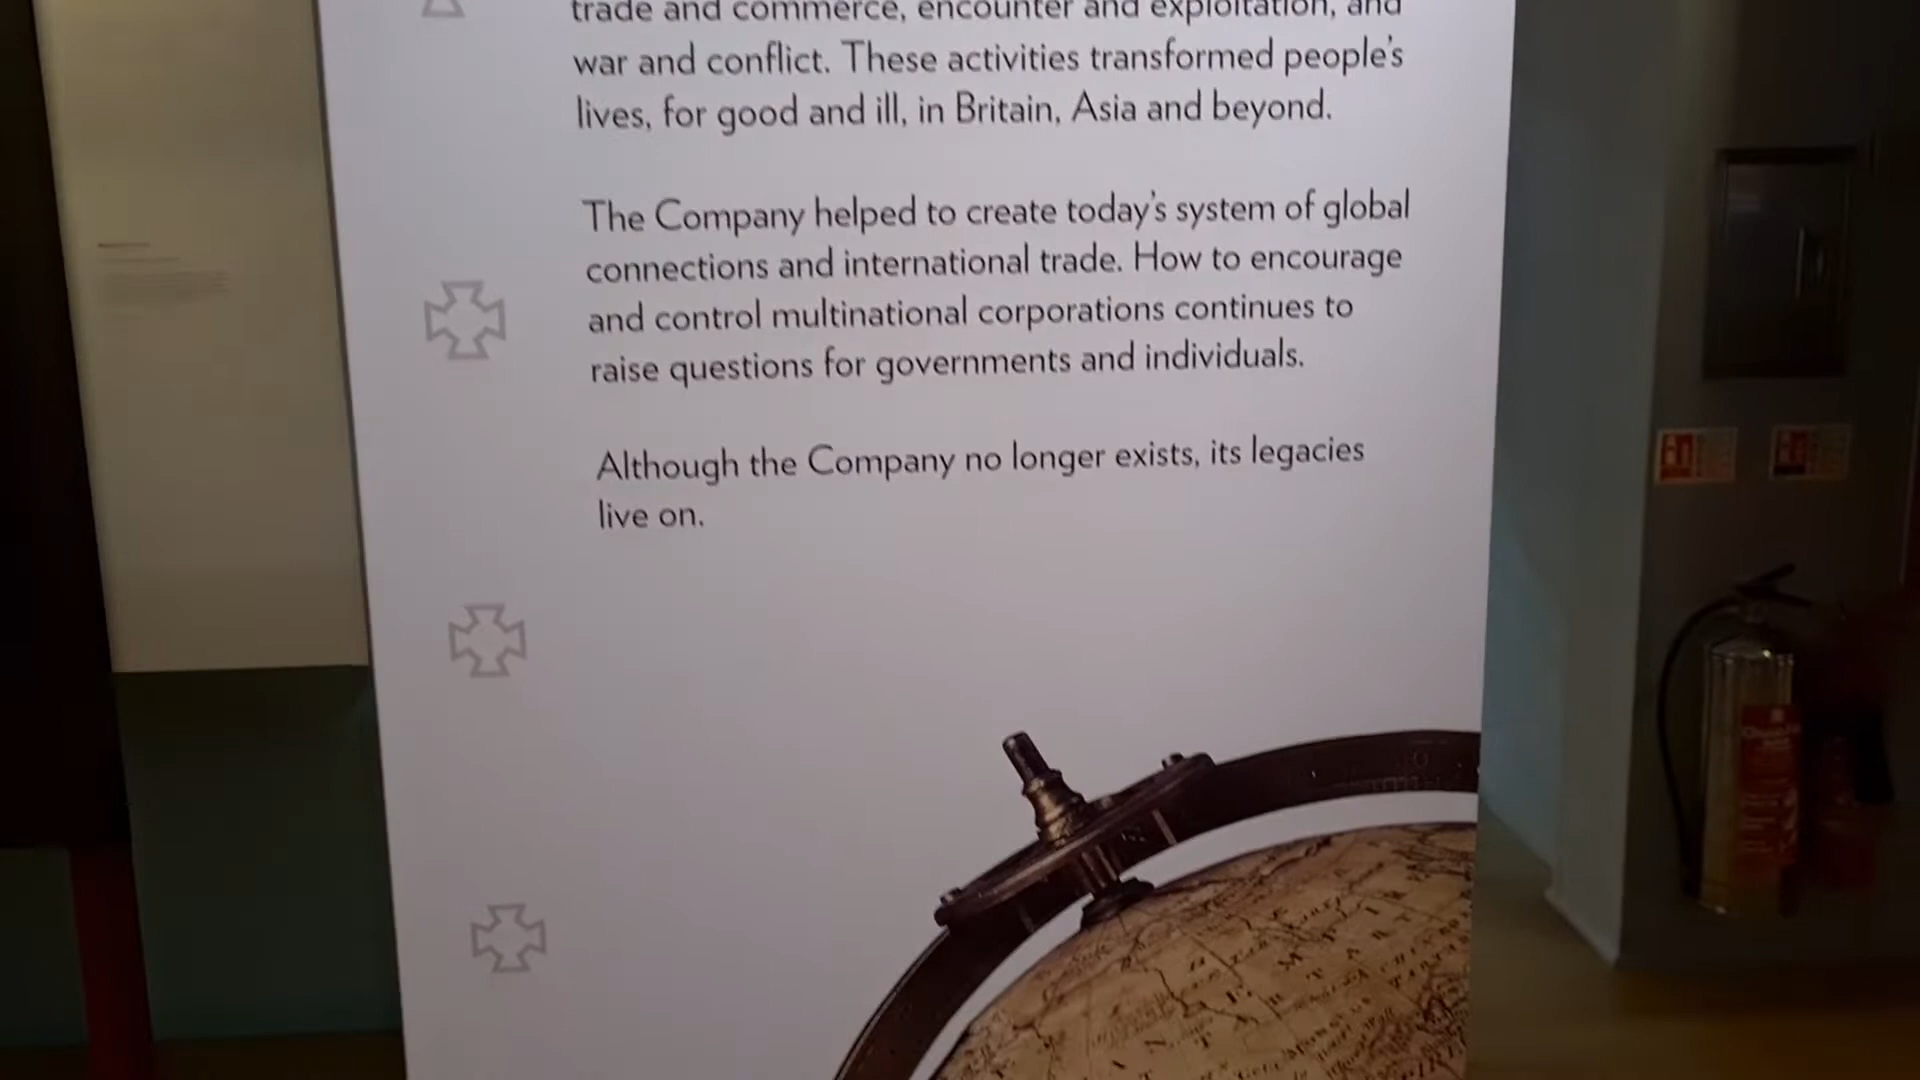 trade and commerce, encounter and exploitation, and
war and conflict. These activities transformed people's
lives, for good and ill, in Britain, Asia and beyond.
The Company helped to create today's system of global
connections and international trade. How to encourage
and control multinational corporations continues to
raise questions for governments and individuals.
Although the Company no longer exists, its legacies
live on.